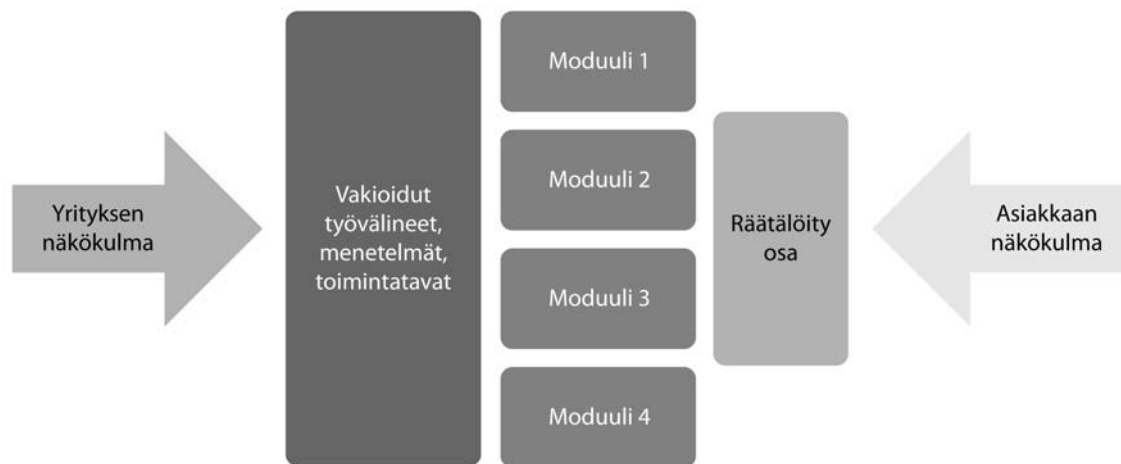 Yrityksen
näkökulma
Vakioidut
työvälineet,
menetelmät,
toimintatavat
Moduuli 1
Moduuli 2
Moduuli 3
Moduuli 4
Räätälöity
osa
Asiakkaan
näkökulma